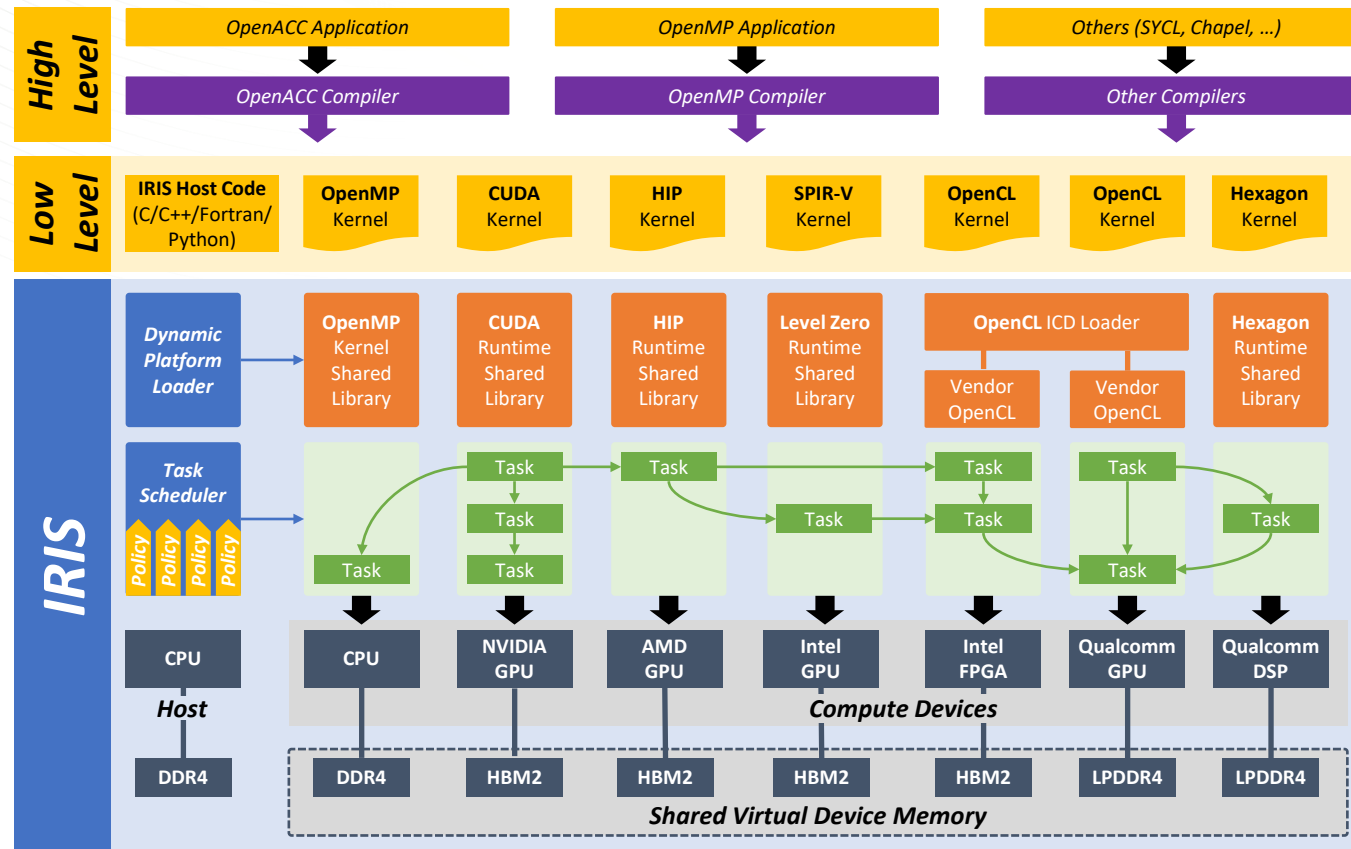 High
Level
OpenACC Application
OpenMP Application
Others (SYCL, Chapel, …)
OpenACC Compiler
OpenMP Compiler
Other Compilers
Low
Level
IRIS Host Code
(C/C++/Fortran/
Python)
OpenMP
Kernel
CUDA
Kernel
HIP
Kernel
SPIR-V
Kernel
OpenCL
Kernel
OpenCL
Kernel
Hexagon
Kernel
IRIS
Dynamic
Platform
Loader
OpenMP
Kernel
Shared
Library
CUDA
Runtime
Shared
Library
HIP
Runtime
Shared
Library
Level Zero
Runtime
Shared
Library
OpenCL ICD Loader
Vendor
OpenCL
Vendor
OpenCL
Hexagon
Runtime
Shared
Library
Task
Scheduler
Policy
Policy
Policy
Policy
Task
Task
Task
Task
Task
Task
Task
Task
Task
Task
Task
CPU
Host
DDR4
CPU
NVIDIA
GPU
AMD
GPU
Intel
GPU
Intel
FPGA
Qualcomm
GPU
Qualcomm
DSP
Compute Devices
DDR4
HBM2
HBM2
HBM2
HBM2
LPDDR4
LPDDR4
Shared Virtual Device Memory